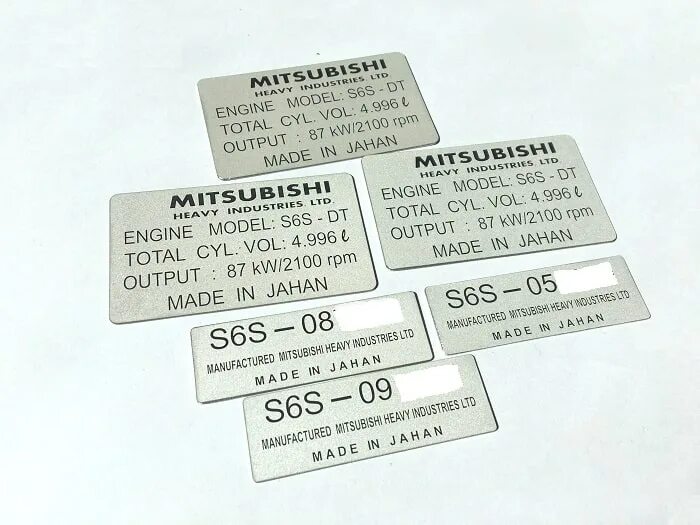 MITSUBISHI
HEAVY INDUSTRIES. LTD
ENGINE MODEL: S6S - DT
TOTAL CYL. VOL: 4.996 ℓ
OUTPUT : 87 kW/2100 rpm
MADE IN JAHAN
MITSUBISHI
HEAVY INDUSTRIES. LTD.
ENGINE MODEL: S6S - DT
TOTAL CYL. VOL: 4.996 ℓ
OUTPUT : 87 kW/2100 rpm
MADE IN JAHAN
MITSUBISHI
HEAVY INDUSTRIES. LTD.
ENGINE MODEL: S6S - DT
TOTAL CYL. VOL: 4.996 ℓ
OUTPUT : 87 kW/2100 rpm
MADE IN JAHAN
S6S – 05
MANUFACTURED MITSUBISHI HEAVY INDUSTRIES LTD
MADE IN JAHAN
S6S – 08
MANUFACTURED MITSUBISHI HEAVY INDUSTRIES LTD
MADE IN JAHAN
S6S – 09
MANUFACTURED MITSUBISHI HEAVY INDUSTRIES LTD
MADE IN JAHAN